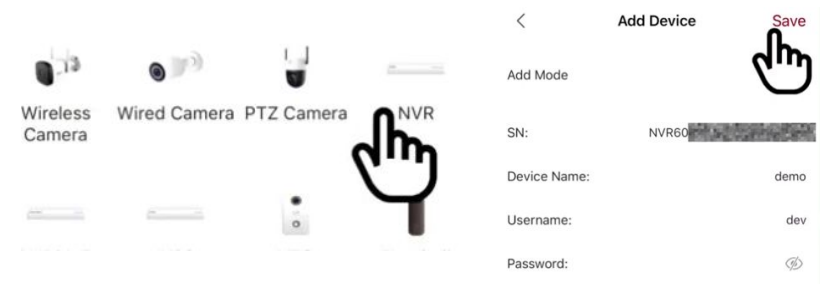 Wireless
Camera
Wired Camera
PTZ Camera
NVR
Add Device
Save
Add Mode
SN:
NVR60
Device Name:
demo
Username:
dev
Password: